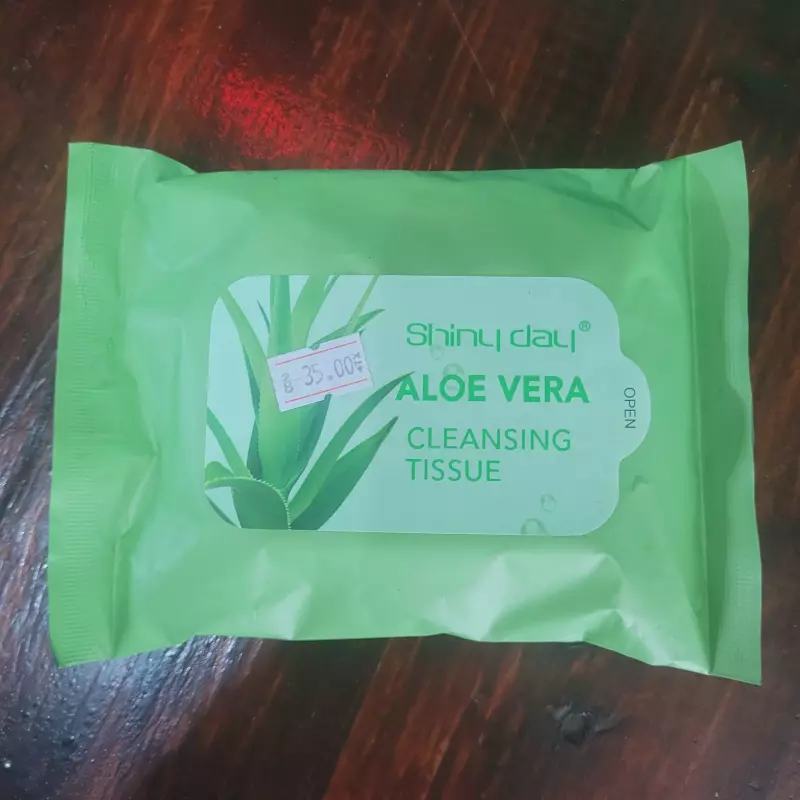 Shiny day®
35.00
ALOE VERA
OPEN
CLEANSING
TISSUE